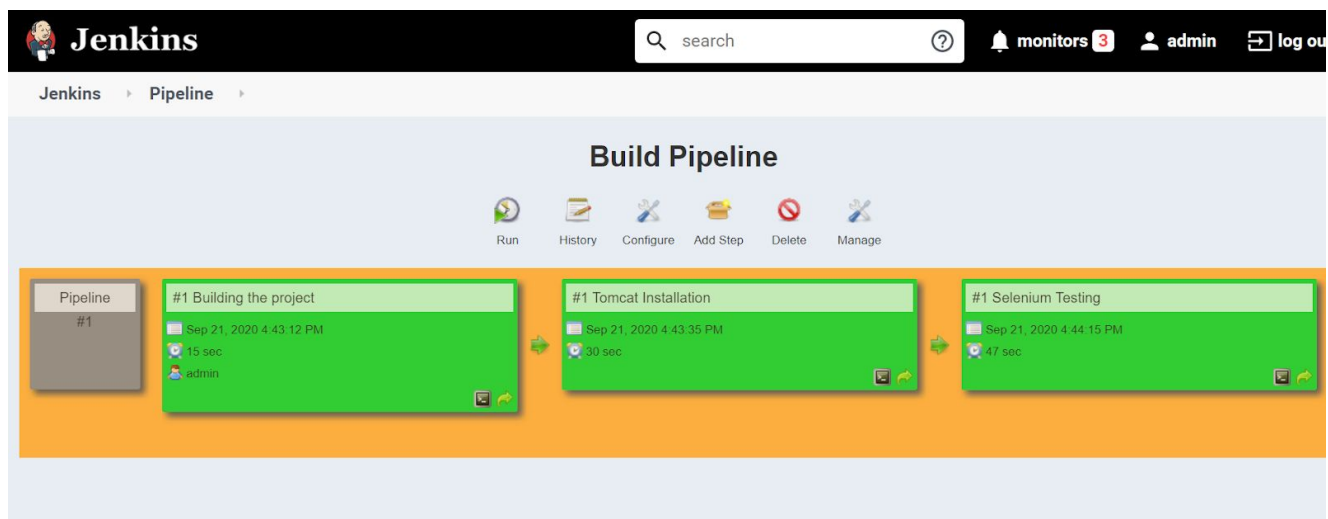 Jenkins
search
monitors 3
admin
log ou
Jenkins
Pipeline
Build Pipeline
Run
History
Configure
Add Step
Delete
Manage
Pipeline
#1
#1 Building the project
Sep 21, 2020 4:43:12 PM
15 sec
admin
#1 Tomcat Installation
Sep 21, 2020 4:43:35 PM
30 sec
#1 Selenium Testing
Sep 21, 2020 4:44:15 PM
47 sec